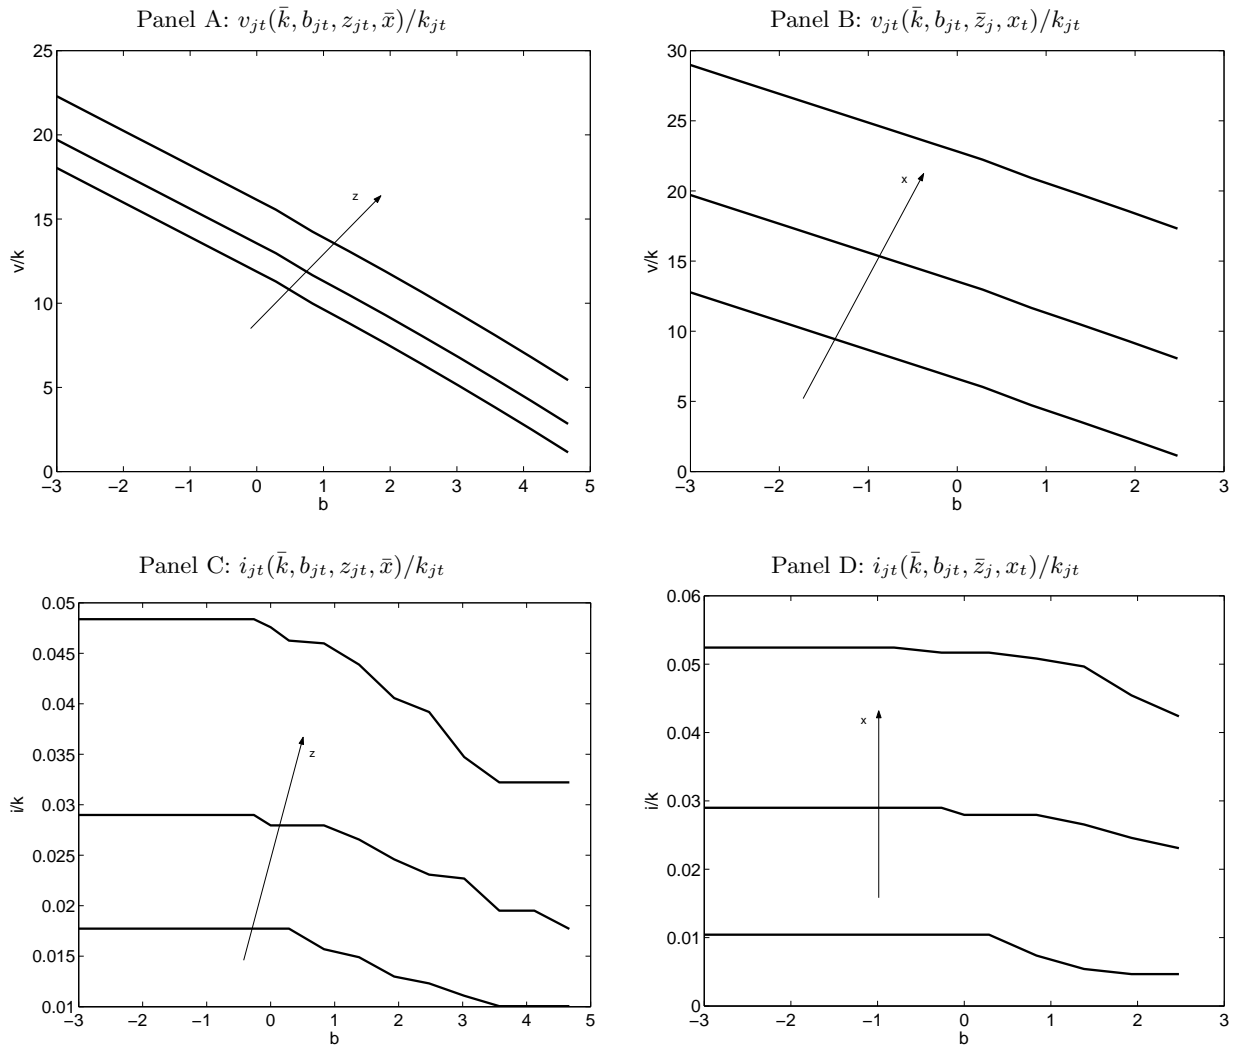 Panel A: $v_{jt}(\bar{k}, b_{jt}, z_{jt}, \bar{x})/k_{jt}$
25
20
15
10
5
0
v/k
z
−3 −2 −1 0 1 2 3 4 5
b
Panel B: $v_{jt}(\bar{k}, b_{jt}, \bar{z}_j, x_t)/k_{jt}$
30
25
20
15
10
5
0
v/k
x
−3 −2 −1 0 1 2 3
b
Panel C: $i_{jt}(\bar{k}, b_{jt}, z_{jt}, \bar{x})/k_{jt}$
0.05
0.045
0.04
0.035
0.03
0.025
0.02
0.015
0.01
i/k
z
−3 −2 −1 0 1 2 3 4 5
b
Panel D: $i_{jt}(\bar{k}, b_{jt}, \bar{z}_j, x_t)/k_{jt}$
0.06
0.05
0.04
0.03
0.02
0.01
0
i/k
x
−3 −2 −1 0 1 2 3
b